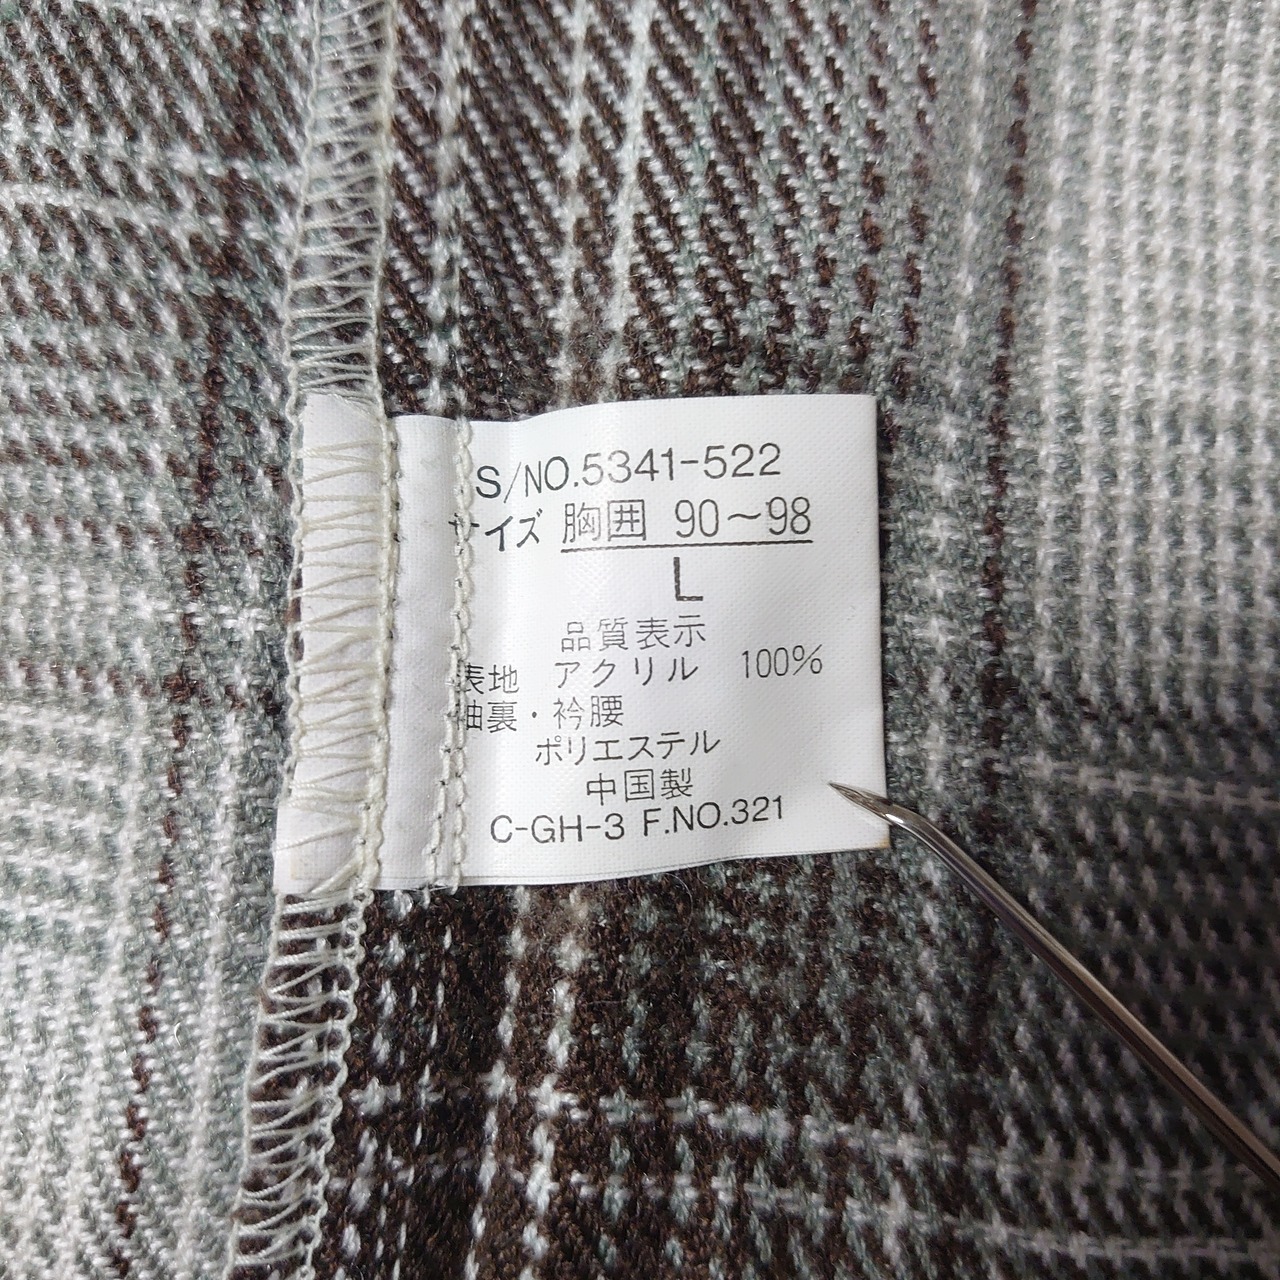 S/NO.5341-522
サイズ 胸囲 90～98
L
品質表示
表地 アクリル 100%
袖裏・衿腰
ポリエステル
中国製
C-GH-3 F.NO.321